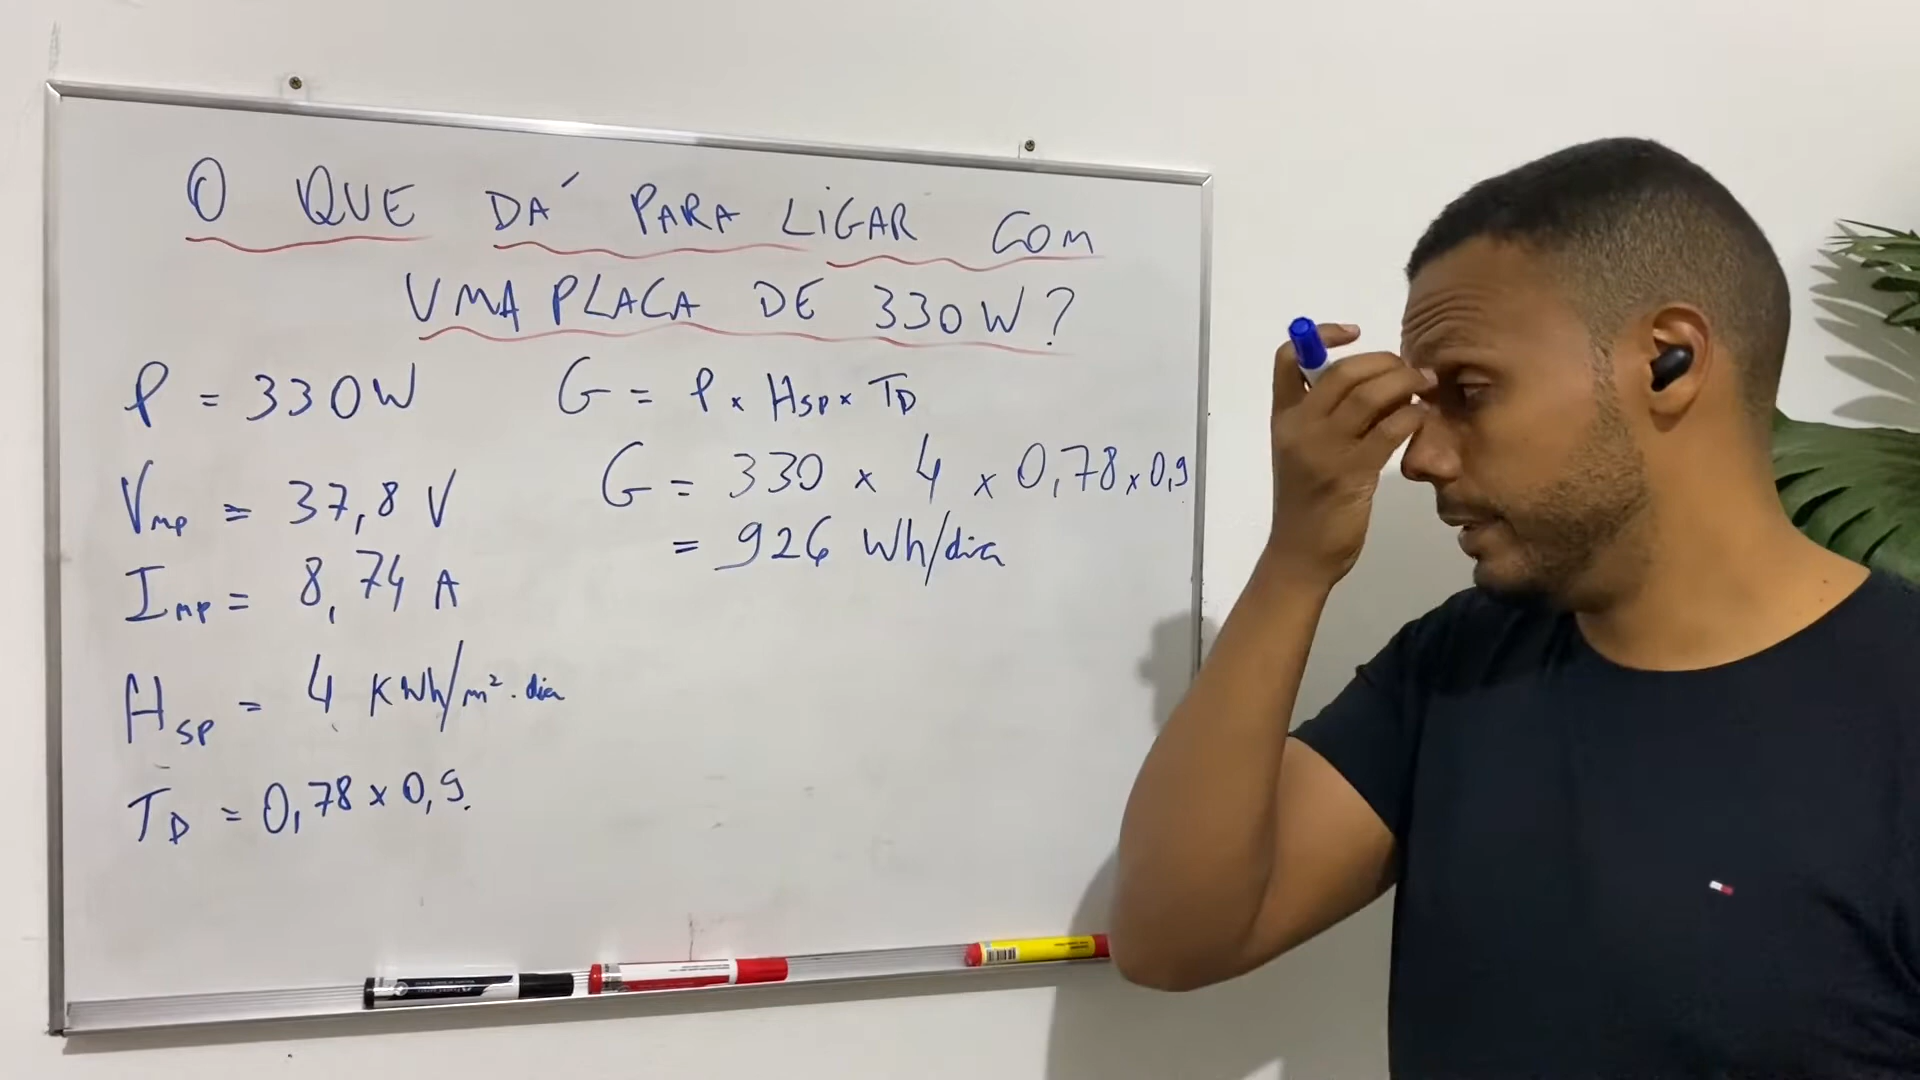 O QUE DÁ PARA LIGAR COM
UMA PLACA DE 330W?
P = 330W
Vmp = 37,8 V
Imp = 8,74 A
HSP = 4 KWh/m².dia
TD = 0,78 x 0,9.
G = P x HSP x TD
G = 330 x 4 x 0,78 x 0,9
= 926 Wh/dia